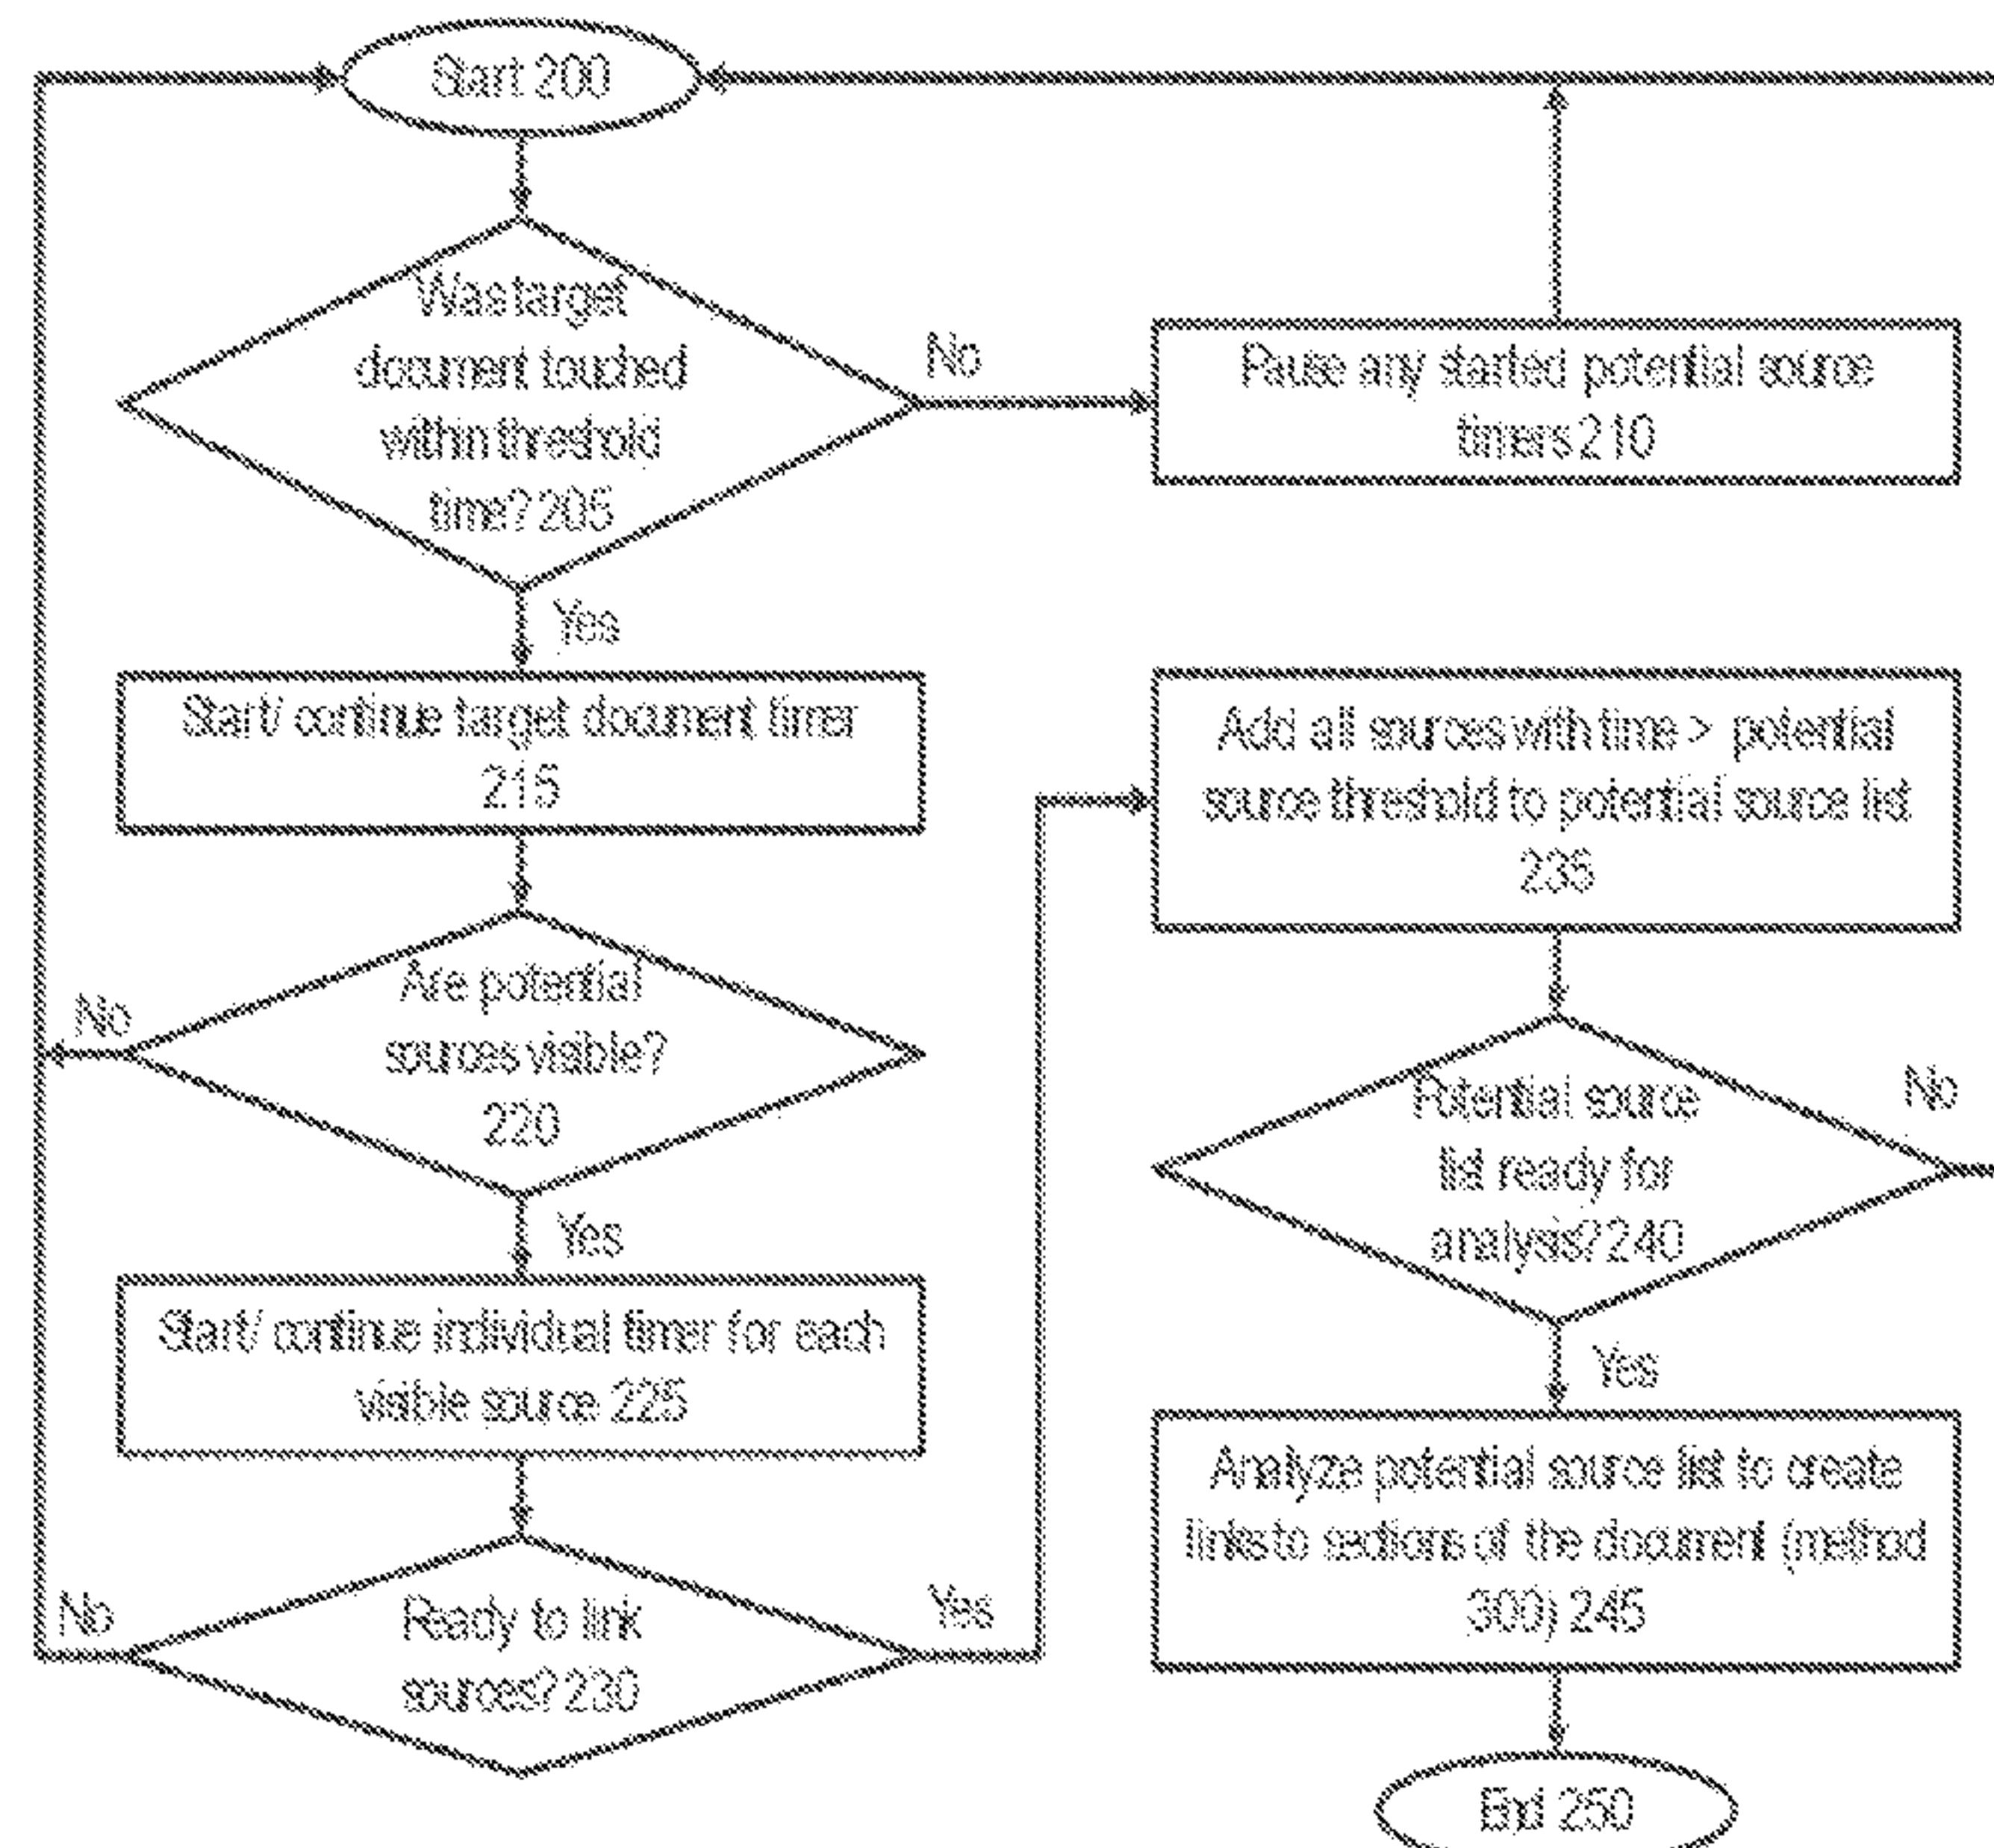 Start 200
Was target
document touched
within threshold
time? 205
No
Pause any started potential source
timers 210
Yes
Start/ continue target document timer
215
Are potential
sources visible?
220
No
Yes
Start/ continue individual timer for each
visible source 225
Ready to link
sources? 230
No
Yes
Add all sources with time > potential
source threshold to potential source list
235
Potential source
list ready for
analysis? 240
No
Yes
Analyze potential source list to create
links to sections of the document (method
300) 245
End 250